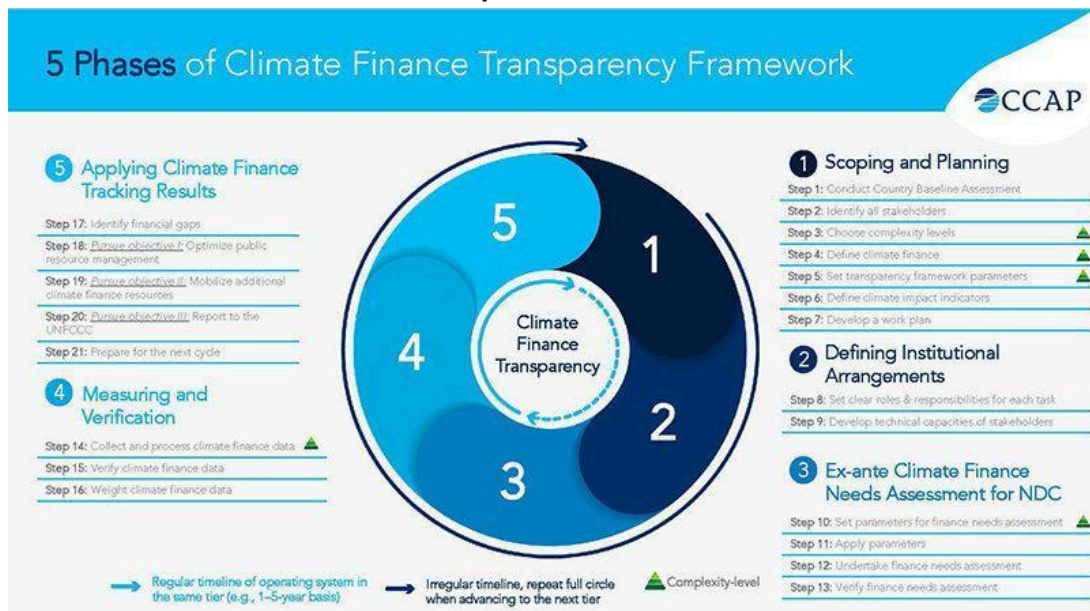 5 Phases of Climate Finance Transparency Framework
CCAP
5 Applying Climate Finance
Tracking Results
Step 17: Identify financial gaps
Step 18: Pursue objective I: Optimize public
resource management
Step 19: Pursue objective II: Mobilize additional
climate finance resources
Step 20: Pursue objective III: Report to the
UNFCCC
Step 21: Prepare for the next cycle
4 Measuring and
Verification
Step 14: Collect and process climate finance data
Step 15: Verify climate finance data
Step 16: Weight climate finance data
5
1
4
Climate
Finance
Transparency
2
3
1 Scoping and Planning
Step 1: Conduct Country Baseline Assessment
Step 2: Identify all stakeholders
Step 3: Choose complexity levels
Step 4: Define climate finance
Step 5: Set transparency framework parameters
Step 6: Define climate impact indicators
Step 7: Develop a work plan
2 Defining Institutional
Arrangements
Step 8: Set clear roles & responsibilities for each task
Step 9: Develop technical capacities of stakeholders
3 Ex-ante Climate Finance
Needs Assessment for NDC
Step 10: Set parameters for finance needs assessment
Step 11: Apply parameters
Step 12: Undertake finance needs assessment
Step 13: Verify finance needs assessment
Regular timeline of operating system in
the same tier (e.g., 1-5-year basis)
Irregular timeline, repeat full circle
when advancing to the next tier
Complexity-level